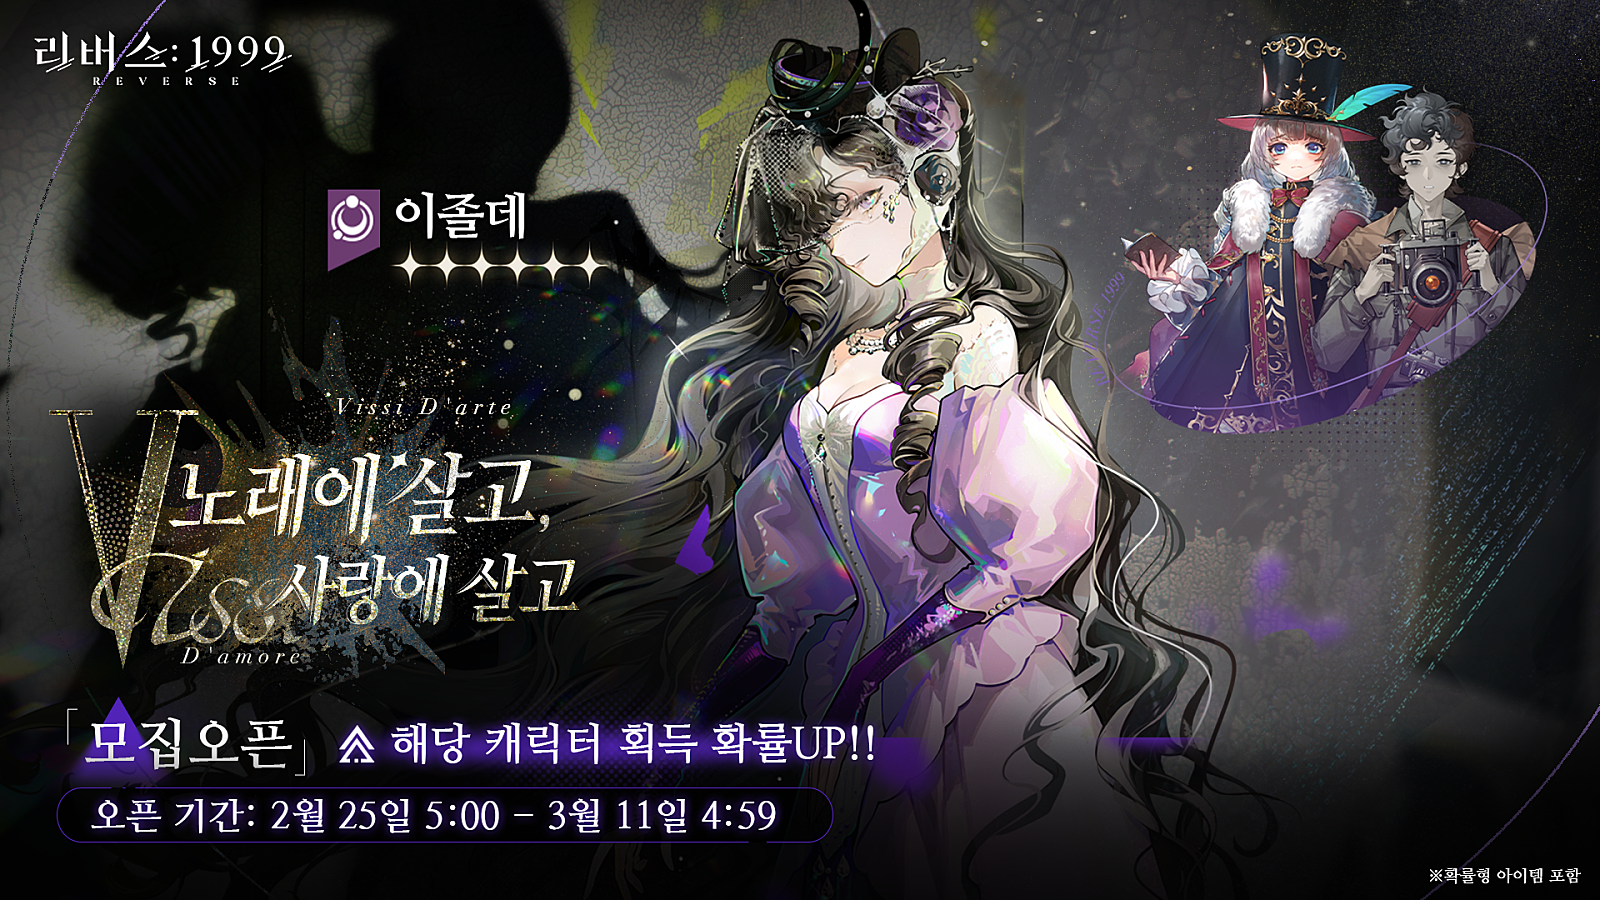 리버스:1999
REVERSE
이졸데
Vissi D'arte
노래에 살고,
Vissi
사랑에 살고
D'amore
「모집오픈」 해당 캐릭터 획득 확률UP!!
오픈 기간: 2월 25일 5:00 - 3월 11일 4:59
REVERSE 1999
※확률형 아이템 포함